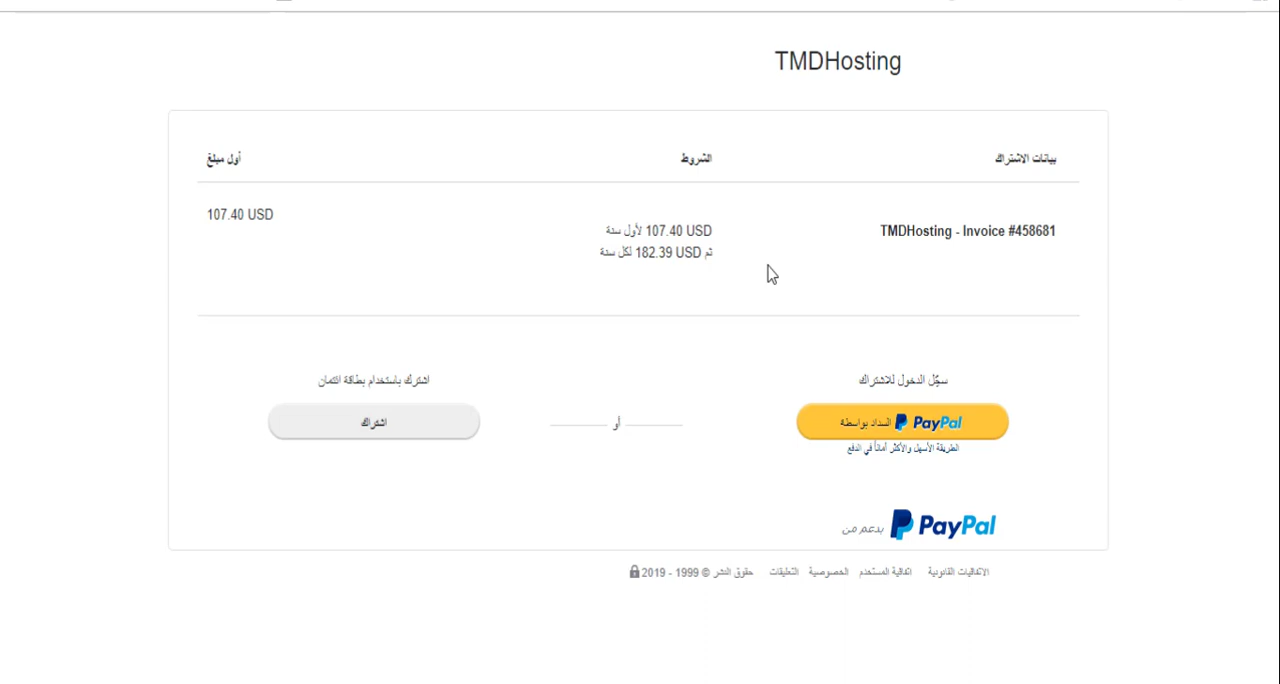 TMDHosting
بيانات الاشتراك
الشروط
أول مبلغ
TMDHosting - Invoice #458681
107.40 USD لأول سنة
ثم 182.39 USD لكل سنة
107.40 USD
سجّل الدخول للاشتراك
السداد بواسطة PayPal
الطريقة الأسهل والأكثر أماناً في الدفع
أو
اشترك باستخدام بطاقة ائتمان
اشتراك
بدعم من PayPal
الاتفاقيات القانونية اتفاقية المستخدم الخصوصية التعليقات حقوق النشر © 1999 - 2019